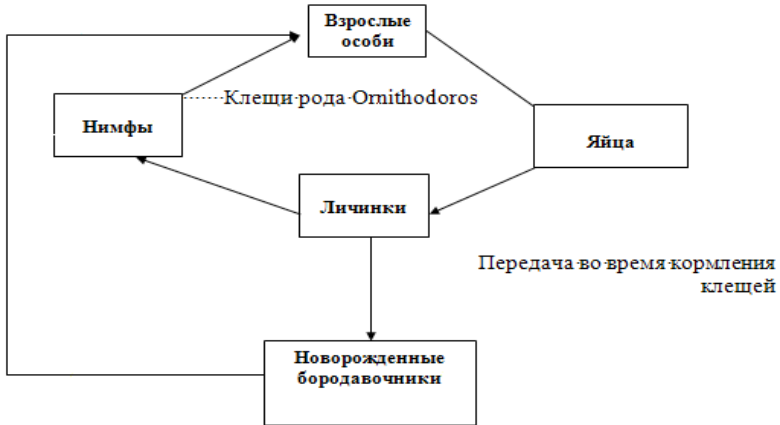 Взрослые
особи
Клещи рода Ornithodoros
Нимфы
Яйца
Личинки
Передача во время кормления
клещей
Новорожденные
бородавочники